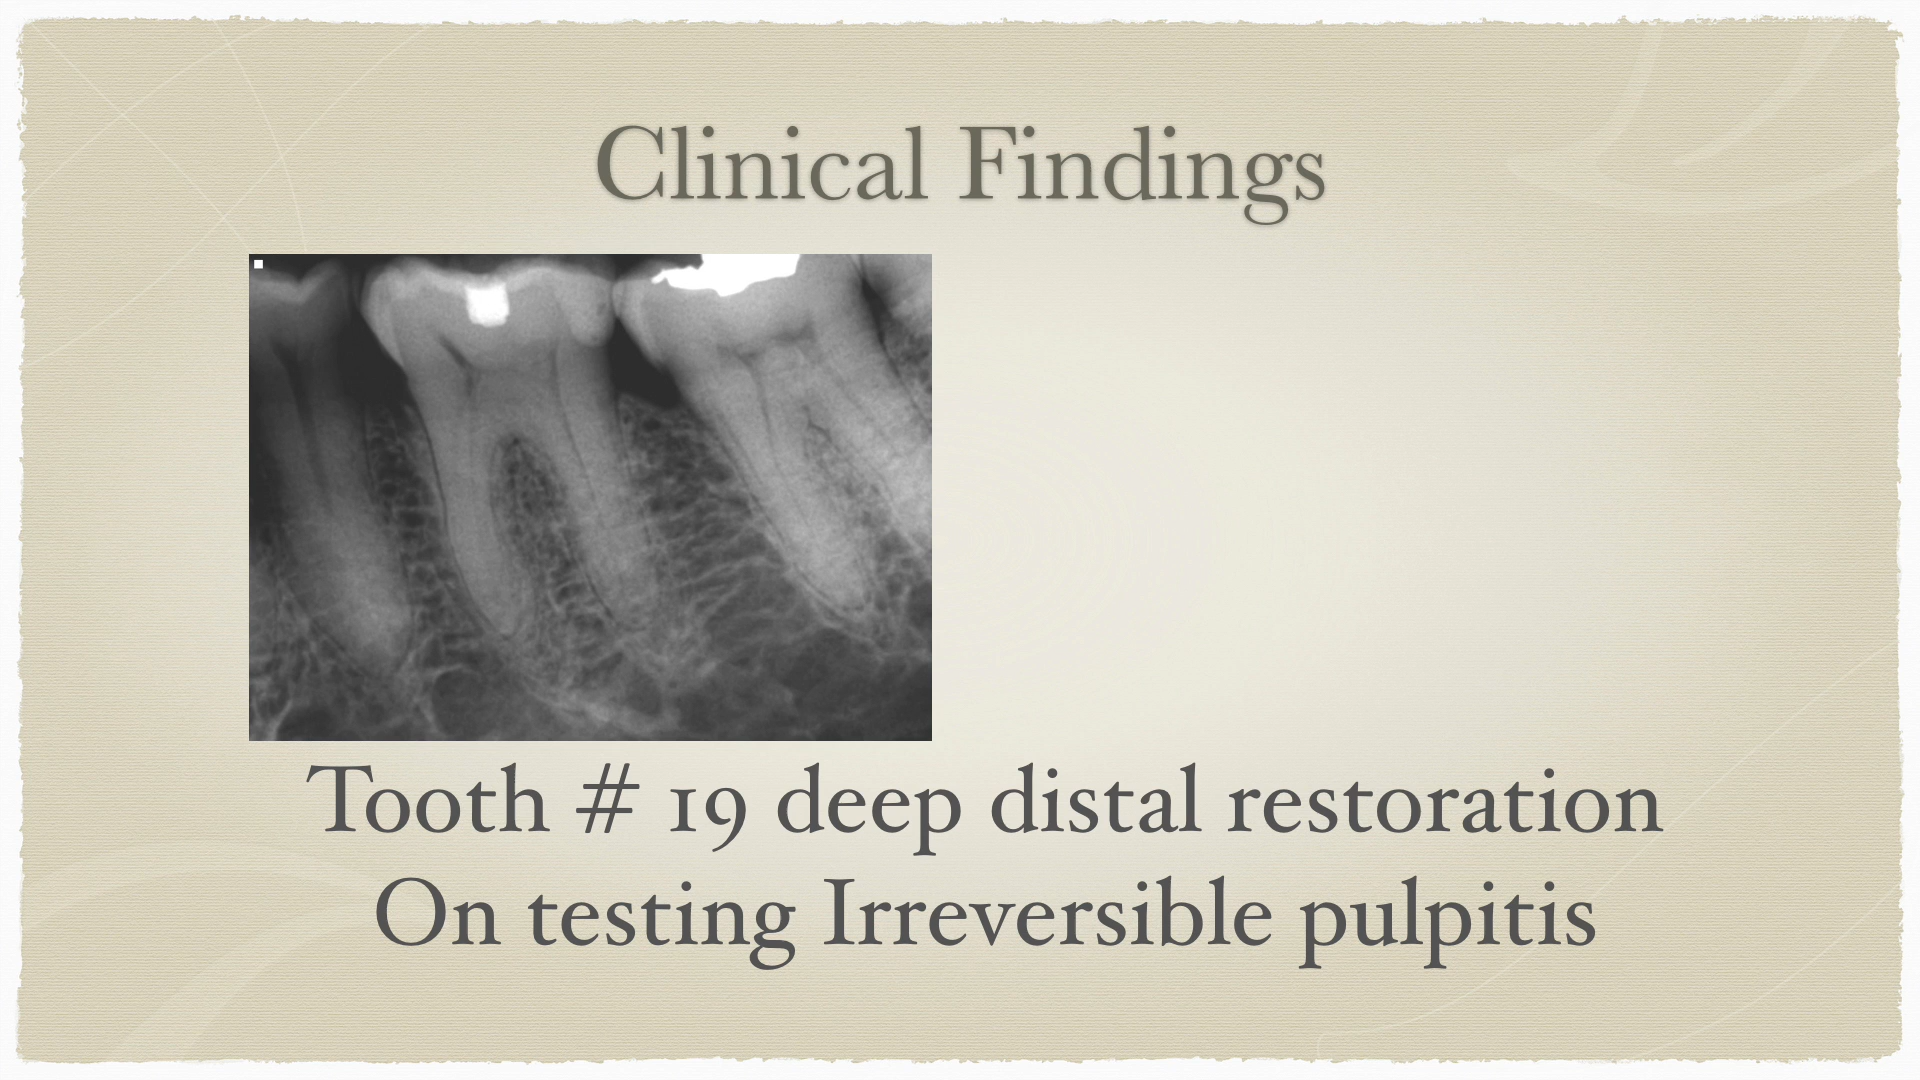 Clinical Findings
Tooth # 19 deep distal restoration
On testing Irreversible pulpitis